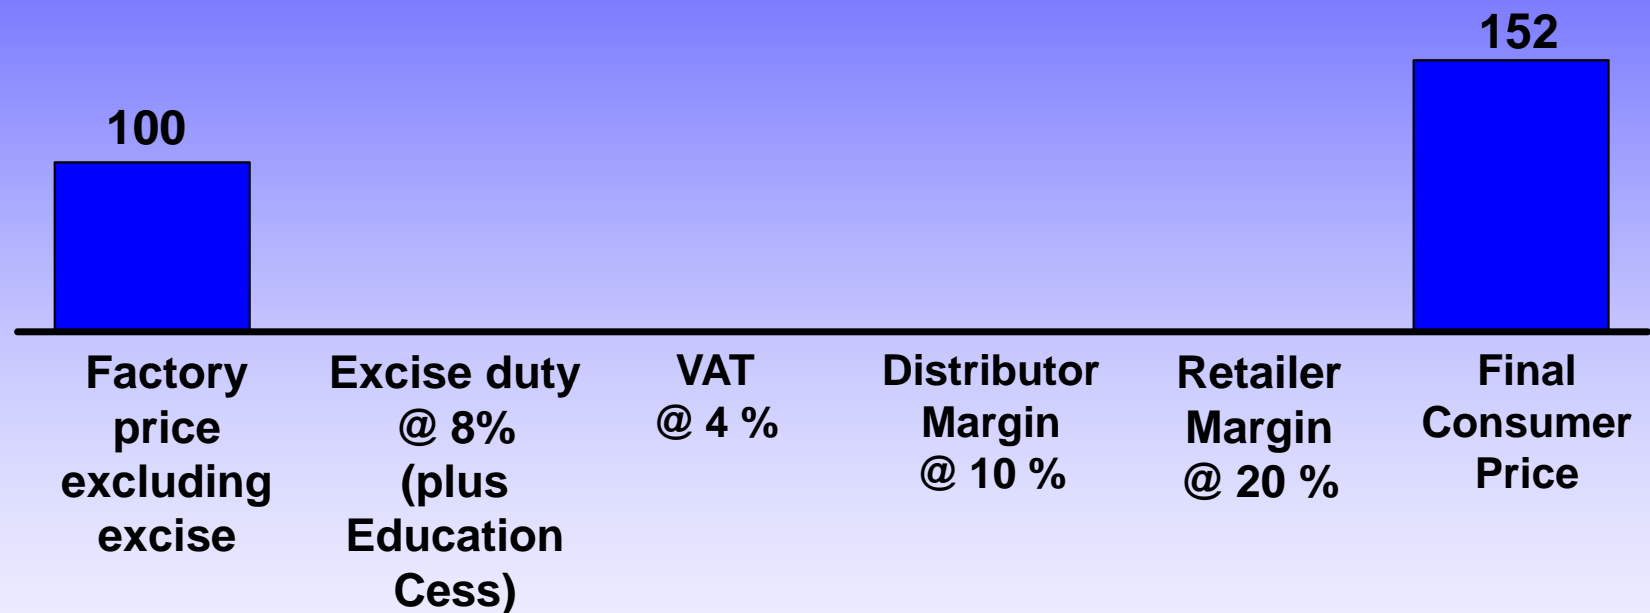 100
152
Factory
price
excluding
excise
Excise duty
@ 8%
(plus
Education
Cess)
VAT
@ 4 %
Distributor
Margin
@ 10 %
Retailer
Margin
@ 20 %
Final
Consumer
Price